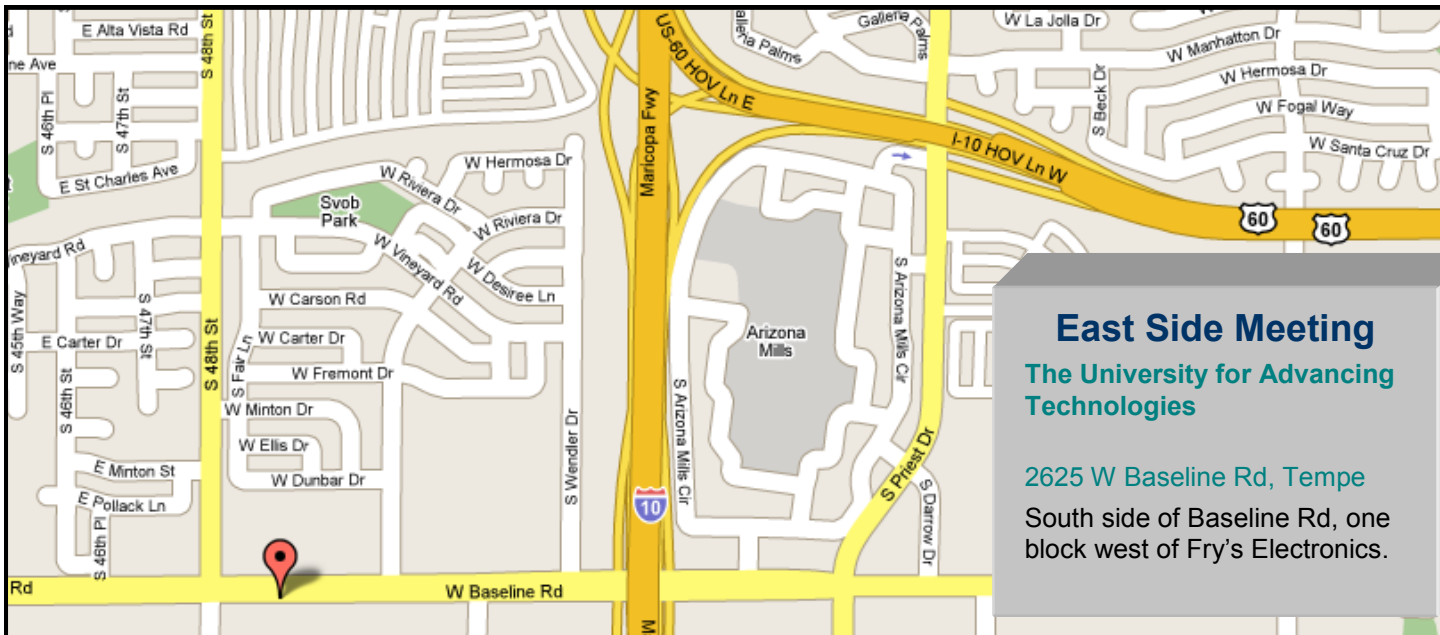 E Alta Vista Rd
ne Ave
S 46th Pl
S 47th St
E St Charles Ave
S 48th St
Galleria Palms
Galleria Palms
W La Jolla Dr
W Manhatton Dr
W Hermosa Dr
W Fogal Way
S Beck Dr
W Santa Cruz Dr
US-60 HOV Ln E
I-10 HOV Ln W
Maricopa Fwy
60
60
W Hermosa Dr
W Riviera Dr
Svob
Park
W Riviera Dr
W Vineyard Rd
W Desiree Ln
ineyard Rd
S 45th Way
S 47th St
E Carter Dr
S 46th St
S 48th St
W Carson Rd
S Fair Ln
W Carter Dr
W Fremont Dr
W Minton Dr
W Ellis Dr
W Dunbar Dr
E Minton St
E Pollack Ln
S 46th Pl
S Wendler Dr
10
S Arizona Mills Cir
Arizona
Mills
S Arizona Mills Cir
S Priest Dr
S Darrow Dr
Rd
W Baseline Rd
M
East Side Meeting
The University for Advancing
Technologies
2625 W Baseline Rd, Tempe
South side of Baseline Rd, one
block west of Fry’s Electronics.